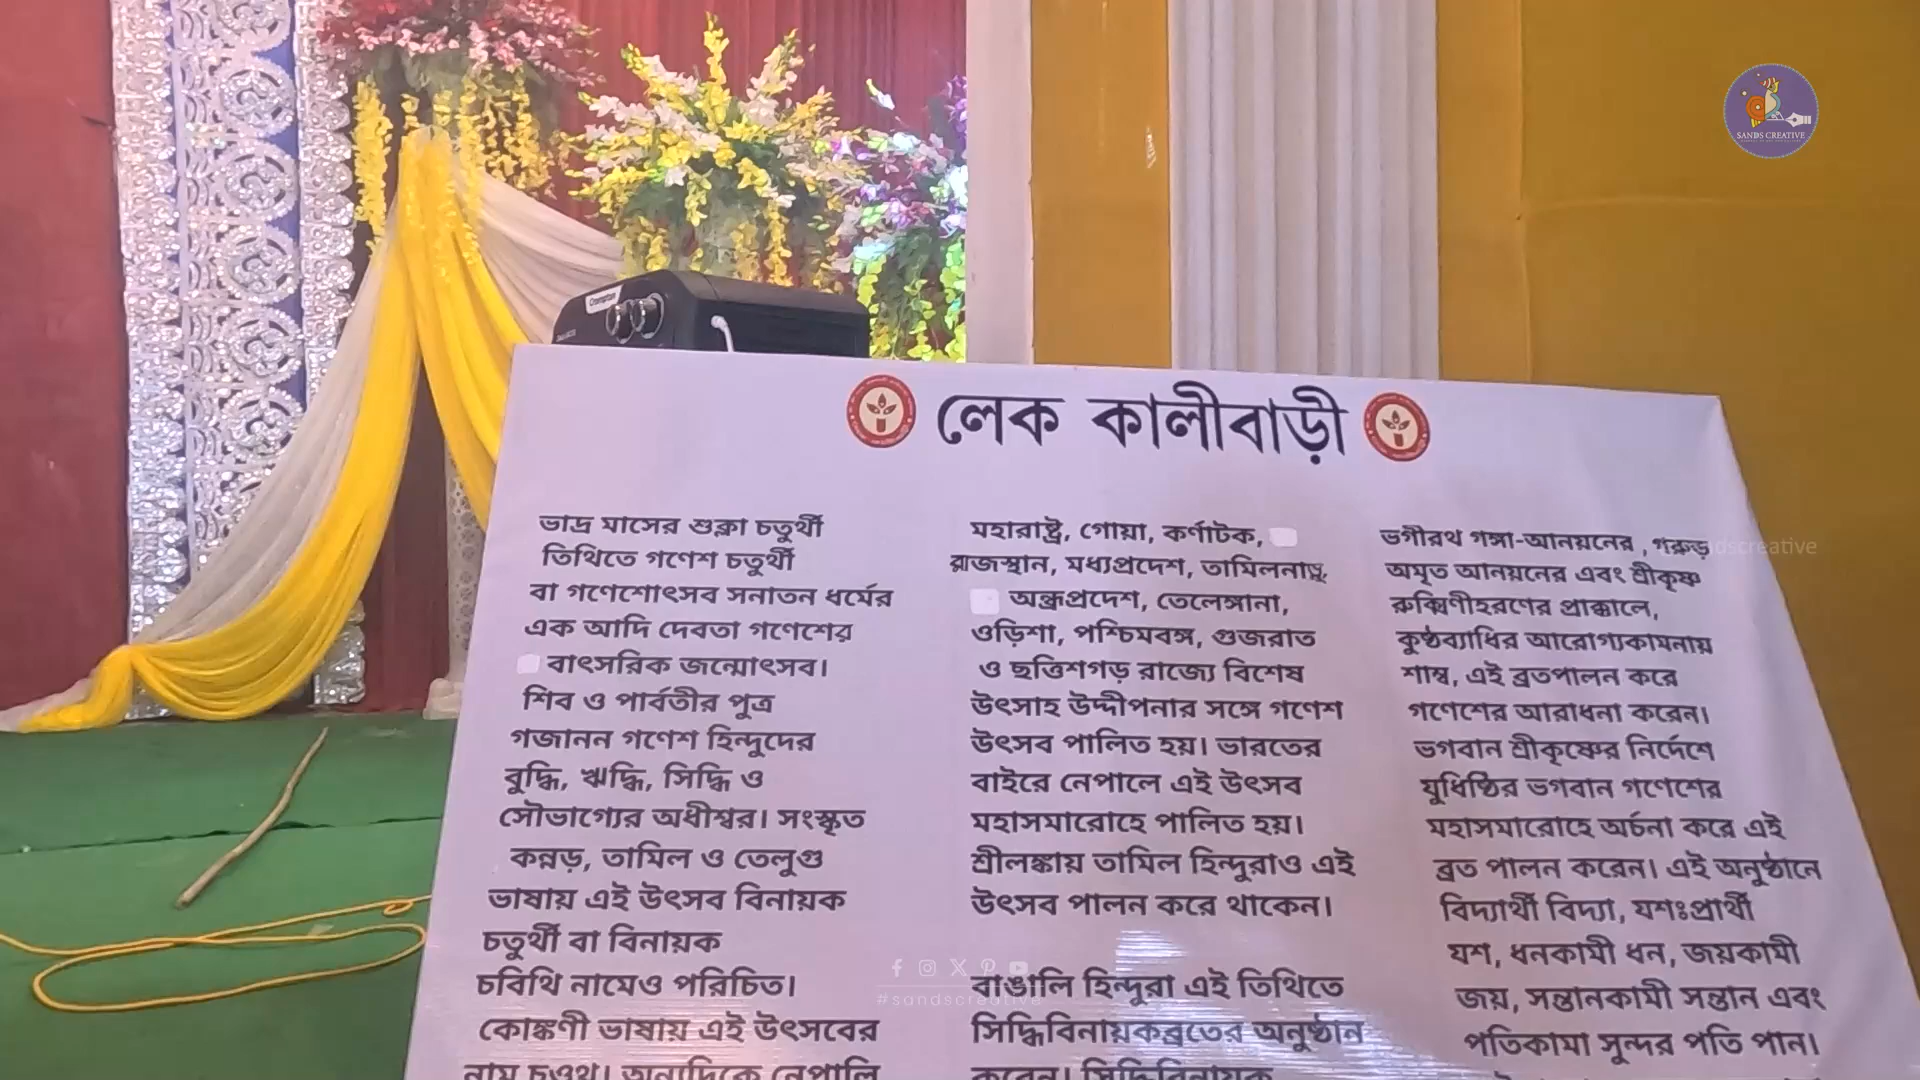 SANDS CREATIVE
Crompton
লেক কালীবাড়ী
ভাদ্র মাসের শুক্লা চতুর্থী
তিথিতে গণেশ চতুর্থী
বা গণেশোৎসব সনাতন ধর্মের
এক আদি দেবতা গণেশের
বাৎসরিক জন্মোৎসব।
শিব ও পার্বতীর পুত্র
গজানন গণেশ হিন্দুদের
বুদ্ধি, ঋদ্ধি, সিদ্ধি ও
সৌভাগ্যের অধীশ্বর। সংস্কৃত
কন্নড়, তামিল ও তেলুগু
ভাষায় এই উৎসব বিনায়ক
চতুর্থী বা বিনায়ক
চবিথি নামেও পরিচিত।
কোঙ্কণী ভাষায় এই উৎসবের
নাম চওথ। অন্যদিকে নেপালি
মহারাষ্ট্র, গোয়া, কর্ণাটক,
রাজস্থান, মধ্যপ্রদেশ, তামিলনাড়ু,
অন্ধ্রপ্রদেশ, তেলেঙ্গানা,
ওড়িশা, পশ্চিমবঙ্গ, গুজরাত
ও ছত্তিশগড় রাজ্যে বিশেষ
উৎসাহ উদ্দীপনার সঙ্গে গণেশ
উৎসব পালিত হয়। ভারতের
বাইরে নেপালে এই উৎসব
মহাসমারোহে পালিত হয়।
শ্রীলঙ্কায় তামিল হিন্দুরাও এই
উৎসব পালন করে থাকেন।
বাঙালি হিন্দুরা এই তিথিতে
সিদ্ধিবিনায়কব্রতের অনুষ্ঠান
করেন। সিদ্ধিবিনায়ক
ভগীরথ গঙ্গা-আনয়নের , গরুড়
অমৃত আনয়নের এবং শ্রীকৃষ্ণ
রুক্মিণীহরণের প্রাক্কালে,
কুষ্ঠব্যাধির আরোগ্যকামনায়
শাম্ব, এই ব্রতপালন করে
গণেশের আরাধনা করেন।
ভগবান শ্রীকৃষ্ণের নির্দেশে
যুধিষ্ঠির ভগবান গণেশের
মহাসমারোহে অর্চনা করে এই
ব্রত পালন করেন। এই অনুষ্ঠানে
বিদ্যার্থী বিদ্যা, যশঃপ্রার্থী
যশ, ধনকামী ধন, জয়কামী
জয়, সন্তানকামী সন্তান এবং
পতিকামা সুন্দর পতি পান।
#sandscreative